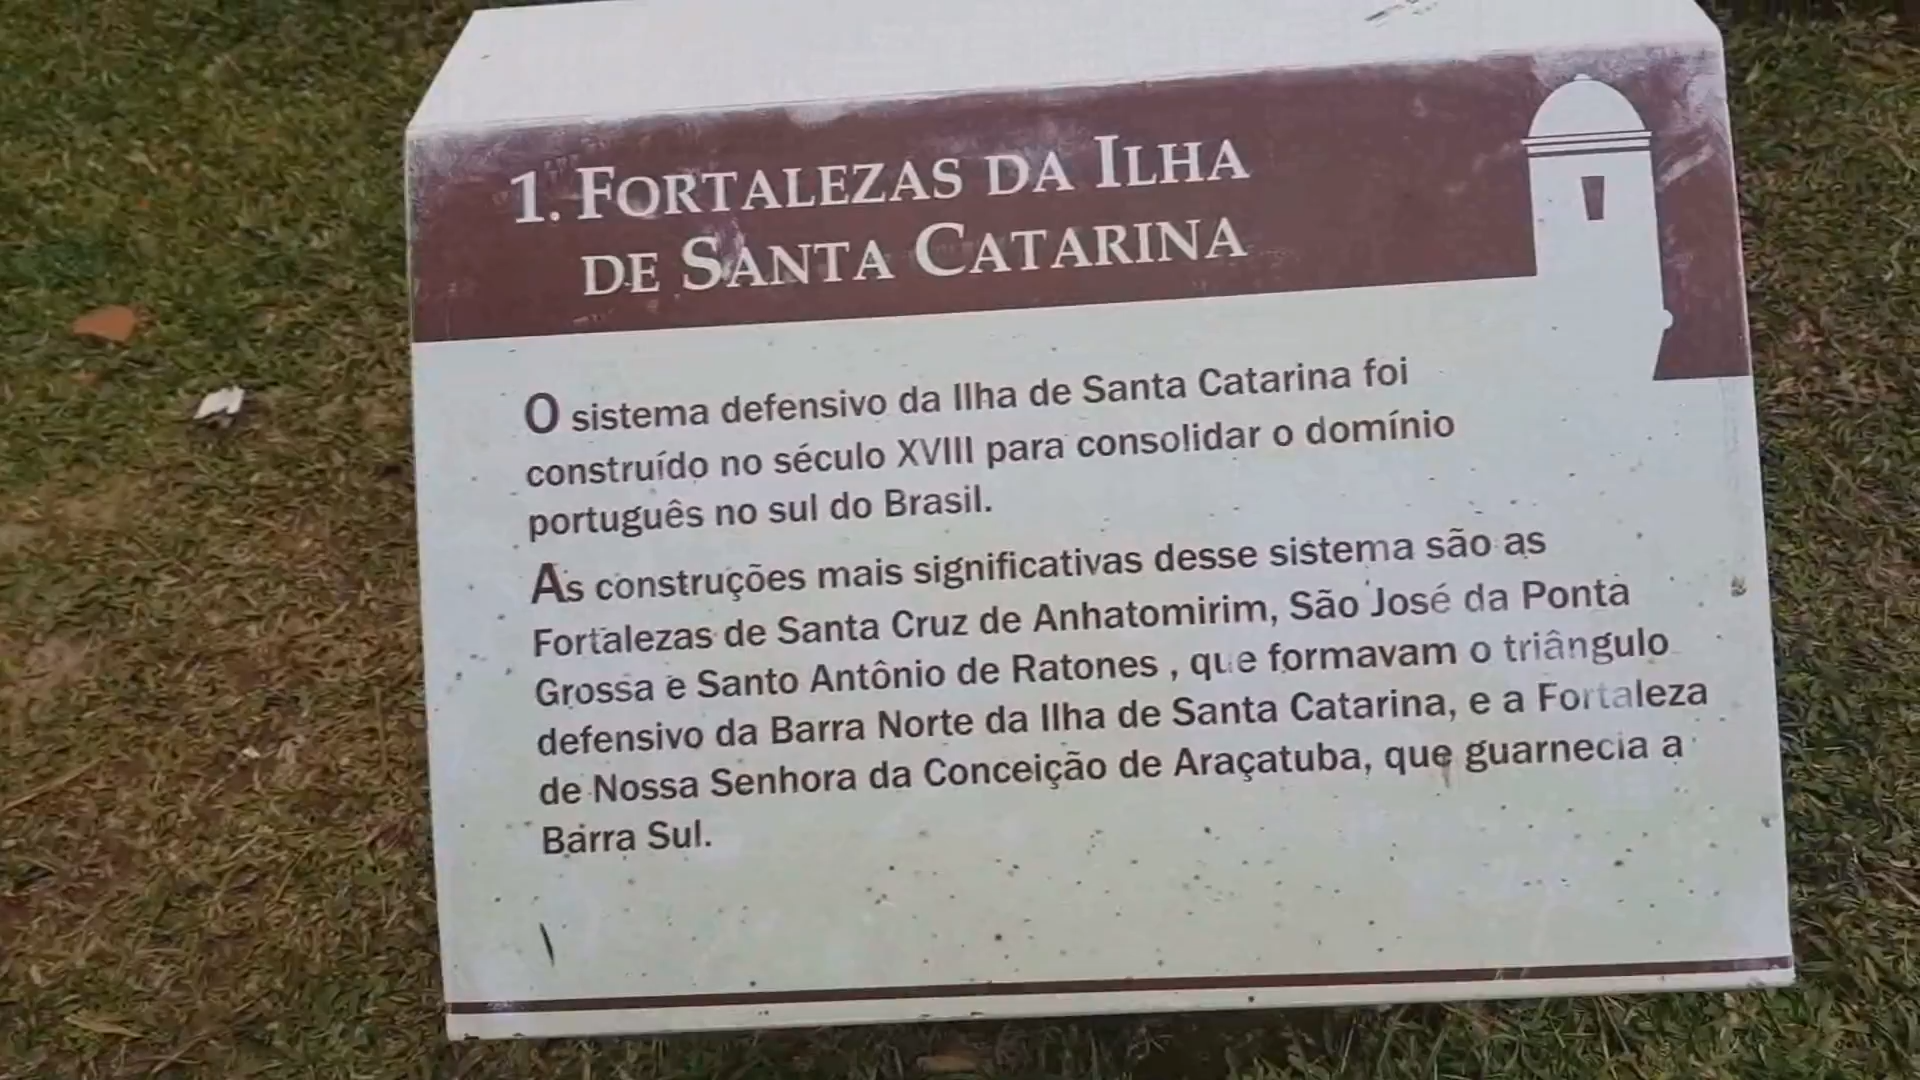 1. FORTALEZAS DA ILHA
DE SANTA CATARINA
O sistema defensivo da Ilha de Santa Catarina foi
construído no século XVIII para consolidar o domínio
português no sul do Brasil.
As construções mais significativas desse sistema são as
Fortalezas de Santa Cruz de Anhatomirim, São José da Ponta
Grossa e Santo Antônio de Ratones , que formavam o triângulo
defensivo da Barra Norte da Ilha de Santa Catarina, e a Fortaleza
de Nossa Senhora da Conceição de Araçatuba, que guarnecia a
Barra Sul.